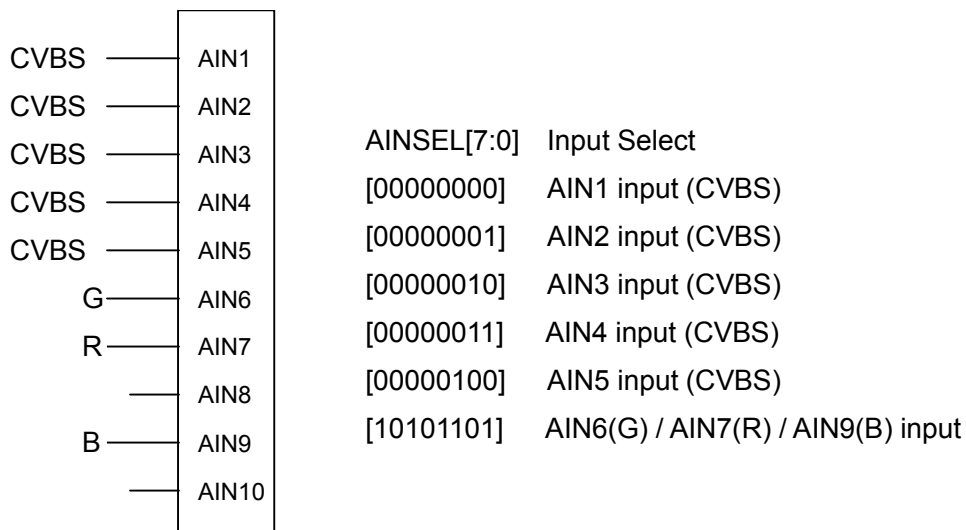 CVBS AIN1
CVBS AIN2
CVBS AIN3
CVBS AIN4
CVBS AIN5
G AIN6
R AIN7
AIN8
B AIN9
AIN10
AINSEL[7:0] Input Select
[00000000] AIN1 input (CVBS)
[00000001] AIN2 input (CVBS)
[00000010] AIN3 input (CVBS)
[00000011] AIN4 input (CVBS)
[00000100] AIN5 input (CVBS)
[10101101] AIN6(G) / AIN7(R) / AIN9(B) input